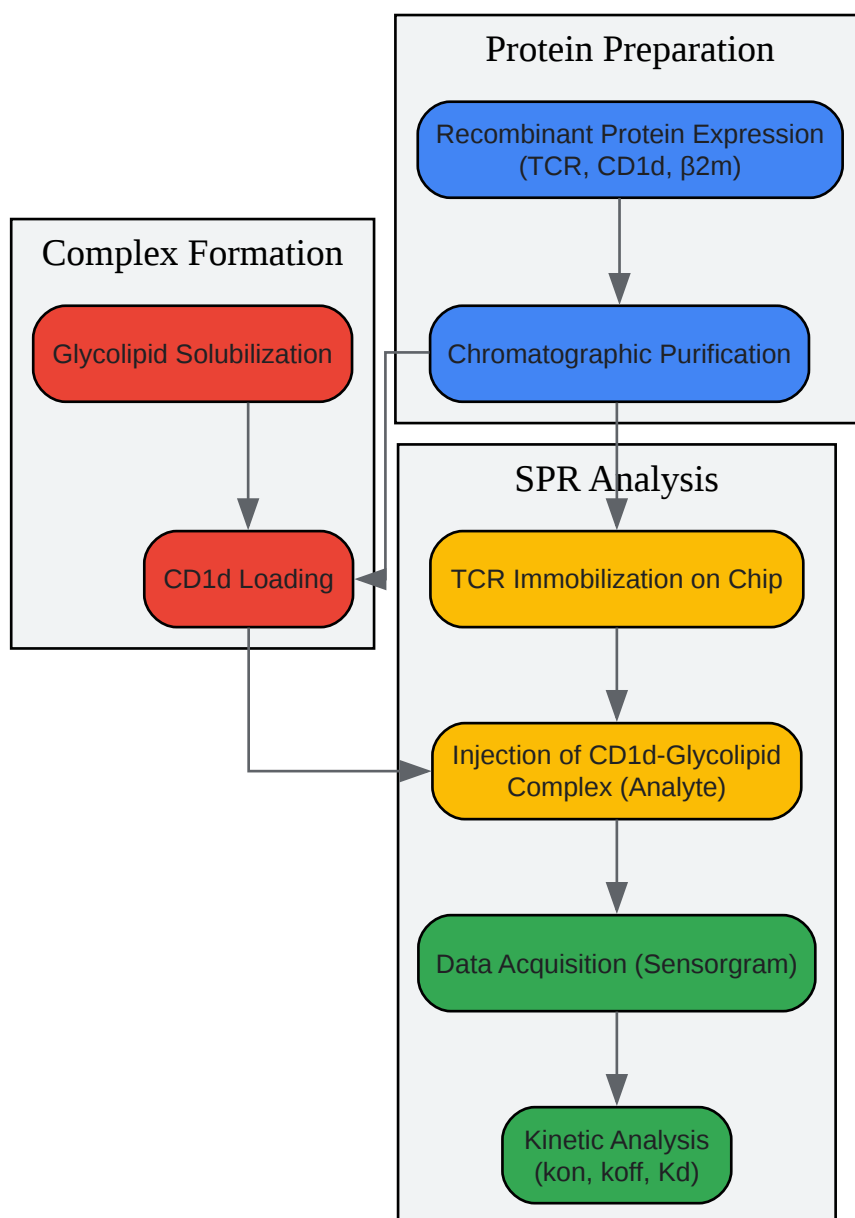 Protein Preparation
Recombinant Protein Expression
(TCR, CD1d, β2m)
Chromatographic Purification
Complex Formation
Glycolipid Solubilization
CD1d Loading
SPR Analysis
TCR Immobilization on Chip
Injection of CD1d-Glycolipid
Complex (Analyte)
Data Acquisition (Sensorgram)
Kinetic Analysis
(kon, koff, Kd)